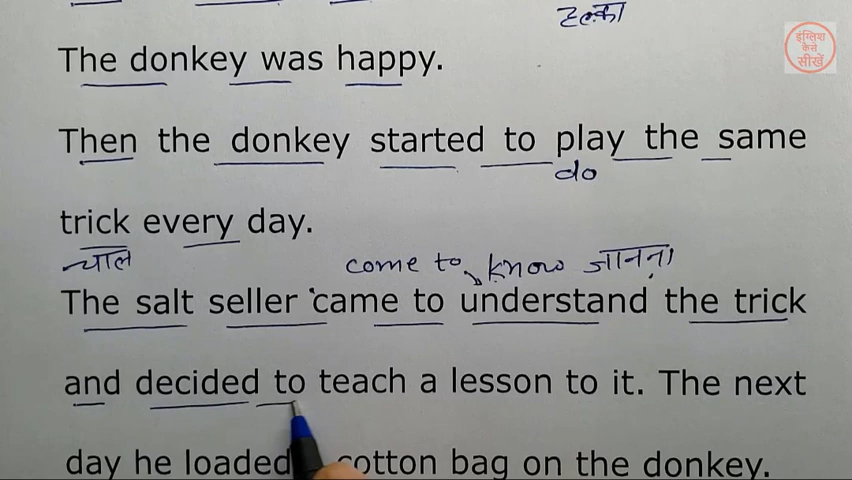 हल्का
इंग्लिश
कैसे
सीखें
The donkey was happy.
Then the donkey started to play the same
do
trick every day.
चाल come to know जानना
The salt seller came to understand the trick
and decided to teach a lesson to it. The next
day he loaded cotton bag on the donkey.